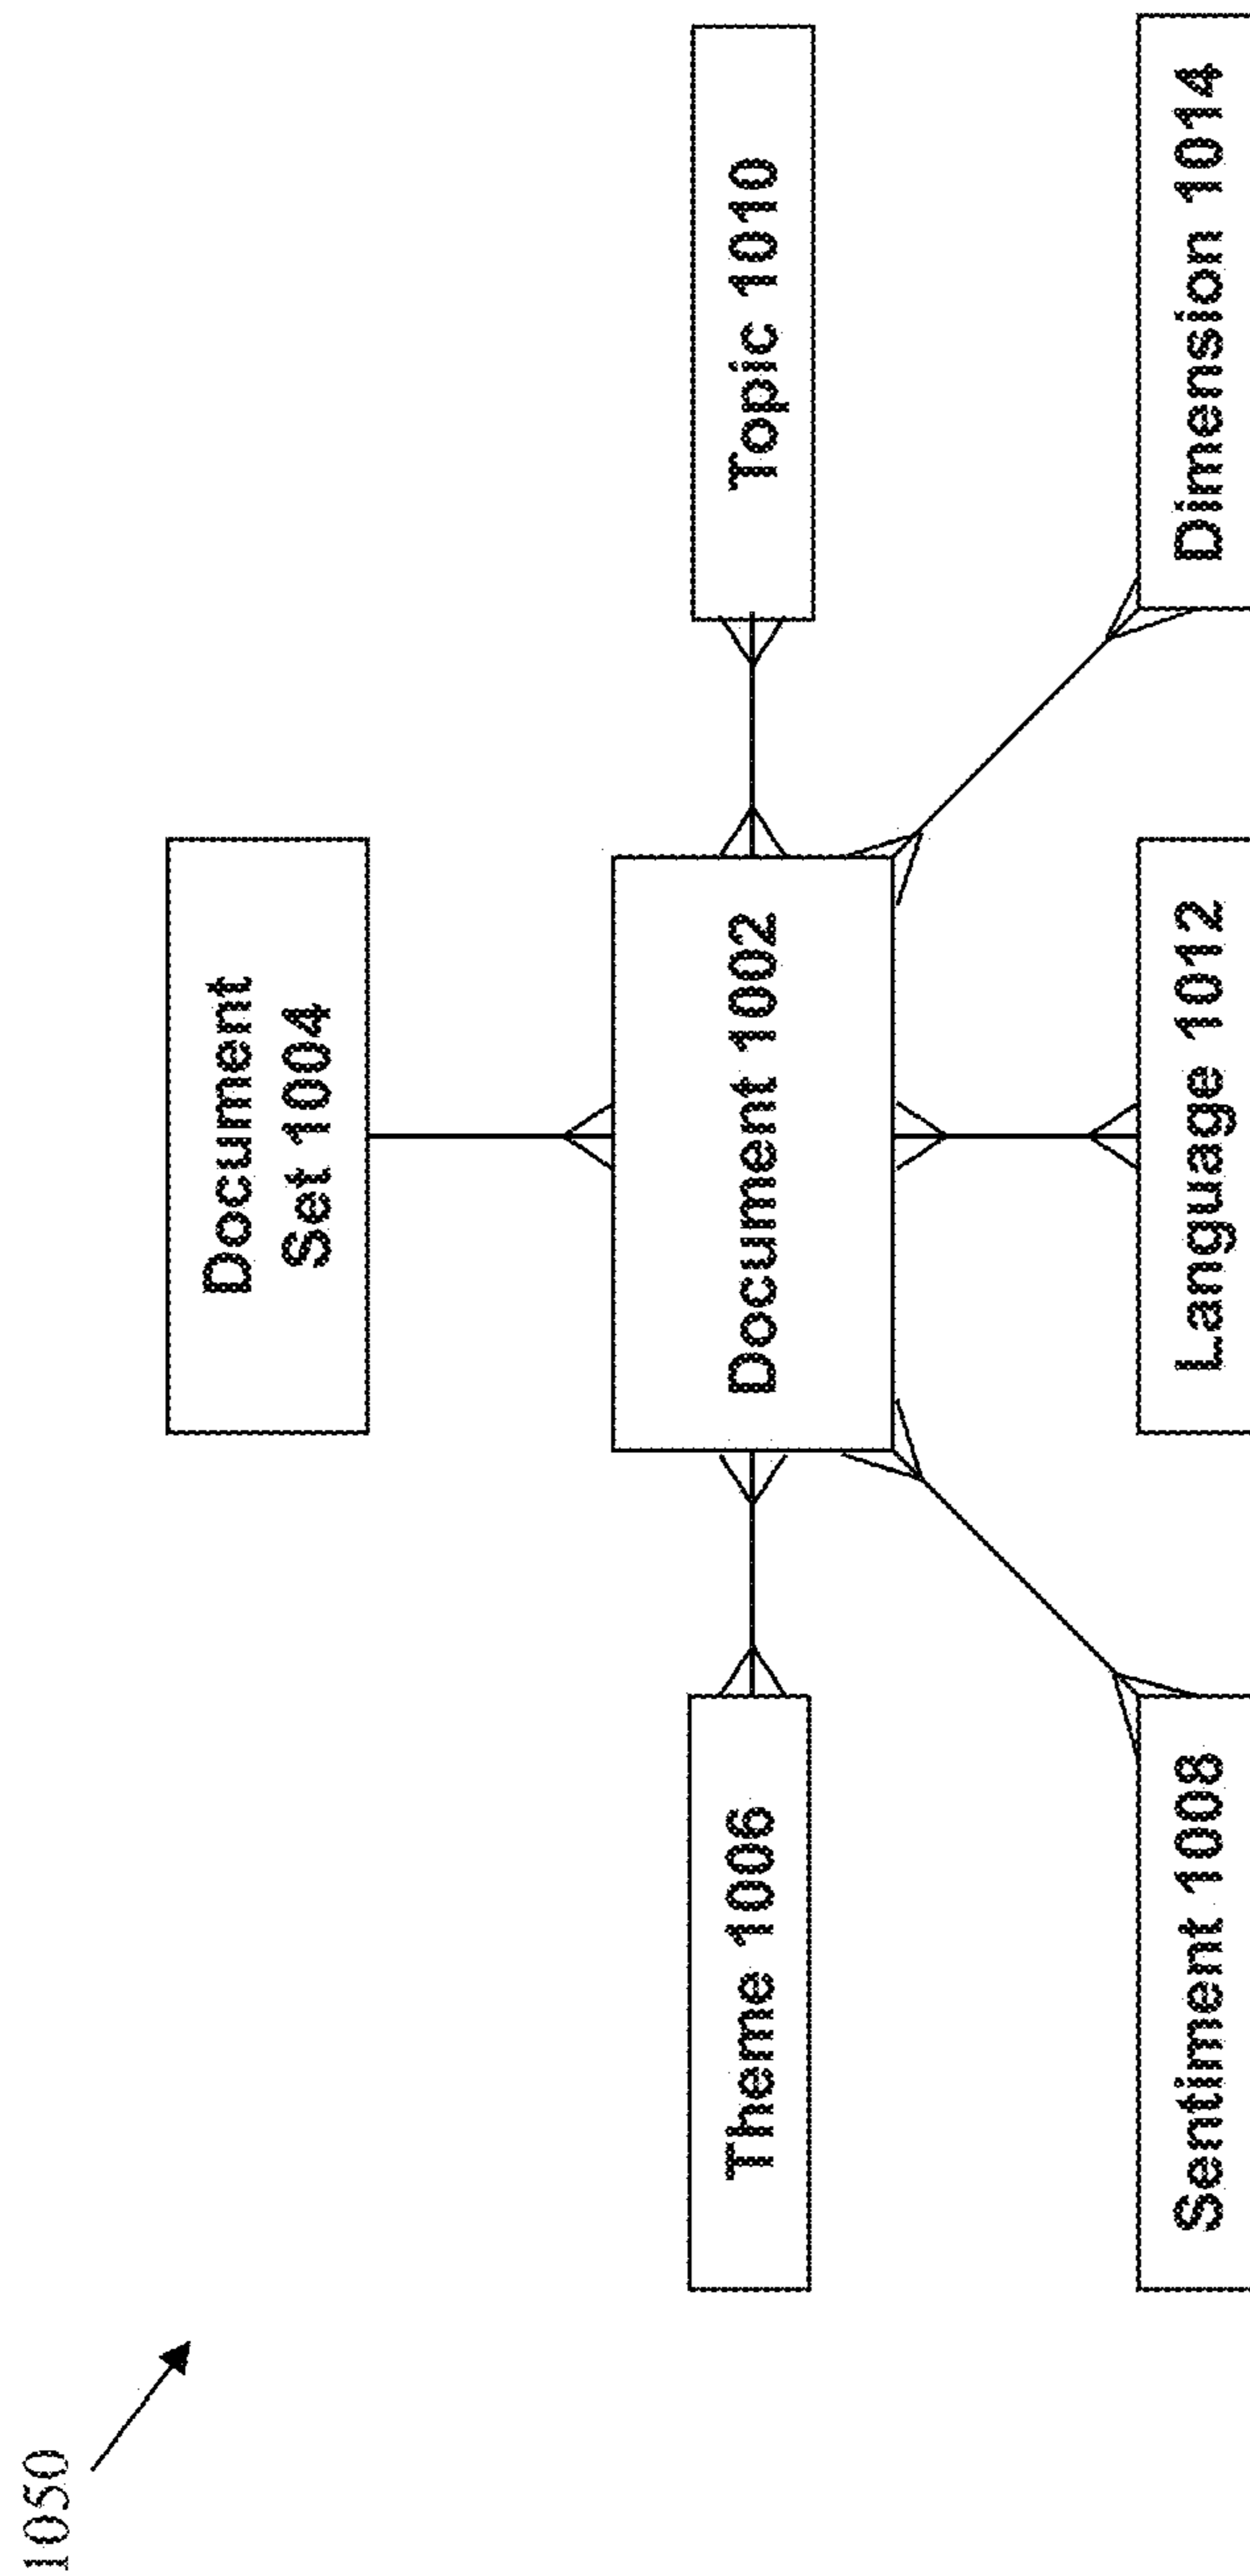 1050
Document
Set 1004
Theme 1006
Document 1002
Topic 1010
Sentiment 1008
Language 1012
Dimension 1014